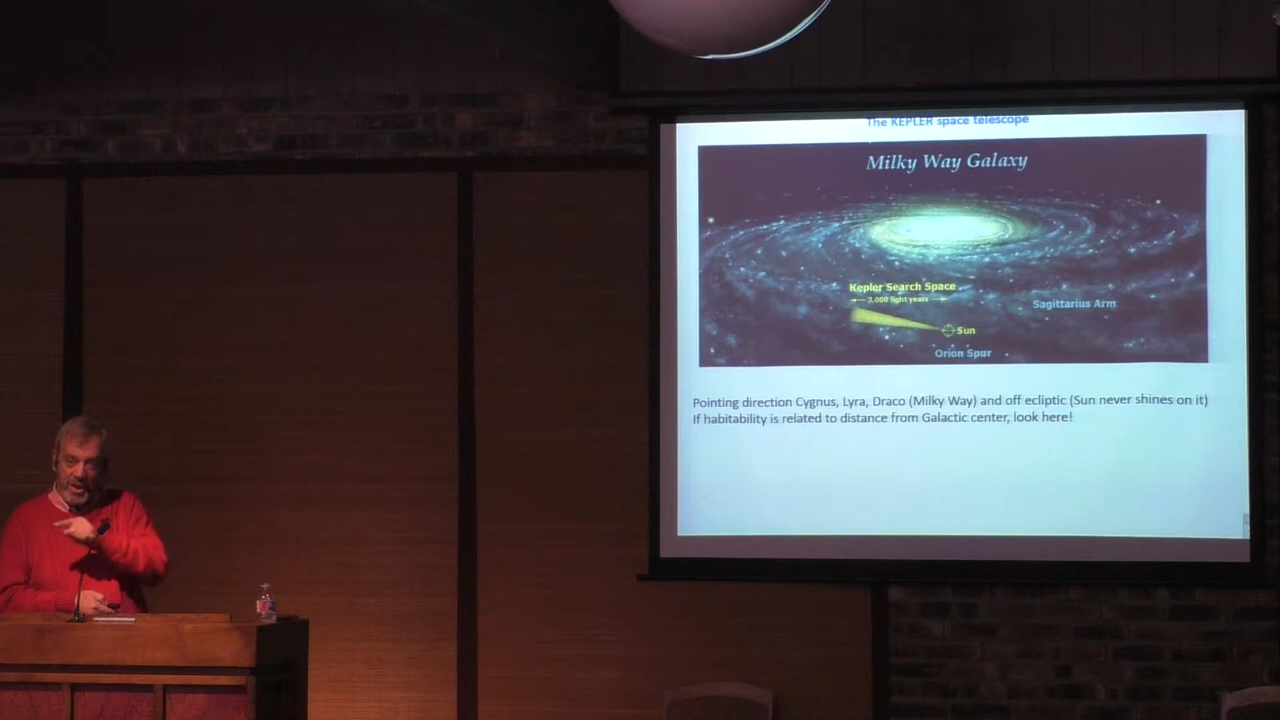 The KEPLER space telescope
Milky Way Galaxy
Kepler Search Space
3,000 light years
Sagittarius Arm
Sun
Orion Spur
Pointing direction Cygnus, Lyra, Draco (Milky Way) and off ecliptic (Sun never shines on it)
If habitability is related to distance from Galactic center, look here!